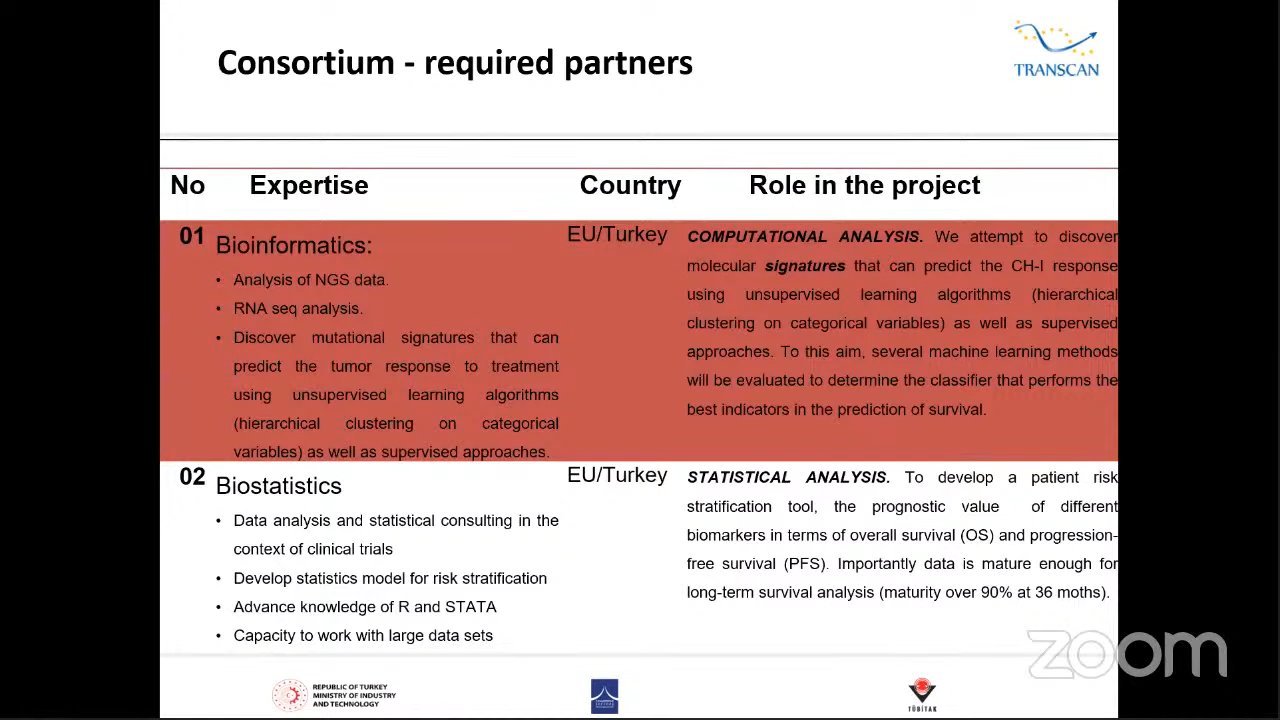 Consortium - required partners
TRANSCAN
No Expertise Country Role in the project
01 Bioinformatics:
• Analysis of NGS data.
• RNA seq analysis.
• Discover mutational signatures that can
predict the tumor response to treatment
using unsupervised learning algorithms
(hierarchical clustering on categorical
variables) as well as supervised approaches.
EU/Turkey
COMPUTATIONAL ANALYSIS. We attempt to discover
molecular signatures that can predict the CH-I response
using unsupervised learning algorithms (hierarchical
clustering on categorical variables) as well as supervised
approaches. To this aim, several machine learning methods
will be evaluated to determine the classifier that performs the
best indicators in the prediction of survival.
02 Biostatistics
• Data analysis and statistical consulting in the
context of clinical trials
• Develop statistics model for risk stratification
• Advance knowledge of R and STATA
• Capacity to work with large data sets
EU/Turkey
STATISTICAL ANALYSIS. To develop a patient risk
stratification tool, the prognostic value of different
biomarkers in terms of overall survival (OS) and progression-
free survival (PFS). Importantly data is mature enough for
long-term survival analysis (maturity over 90% at 36 moths).
zoom
REPUBLIC OF TURKEY
MINISTRY OF INDUSTRY
AND TECHNOLOGY
TÜBİTAK